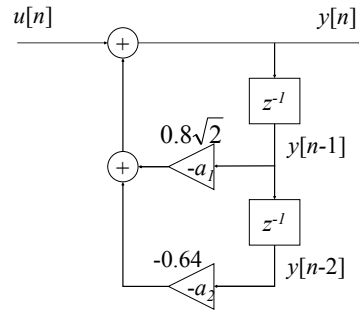 u[n]
y[n]
+
z⁻¹
0.8√2
y[n-1]
+
-a₁
z⁻¹
-0.64
y[n-2]
-a₂